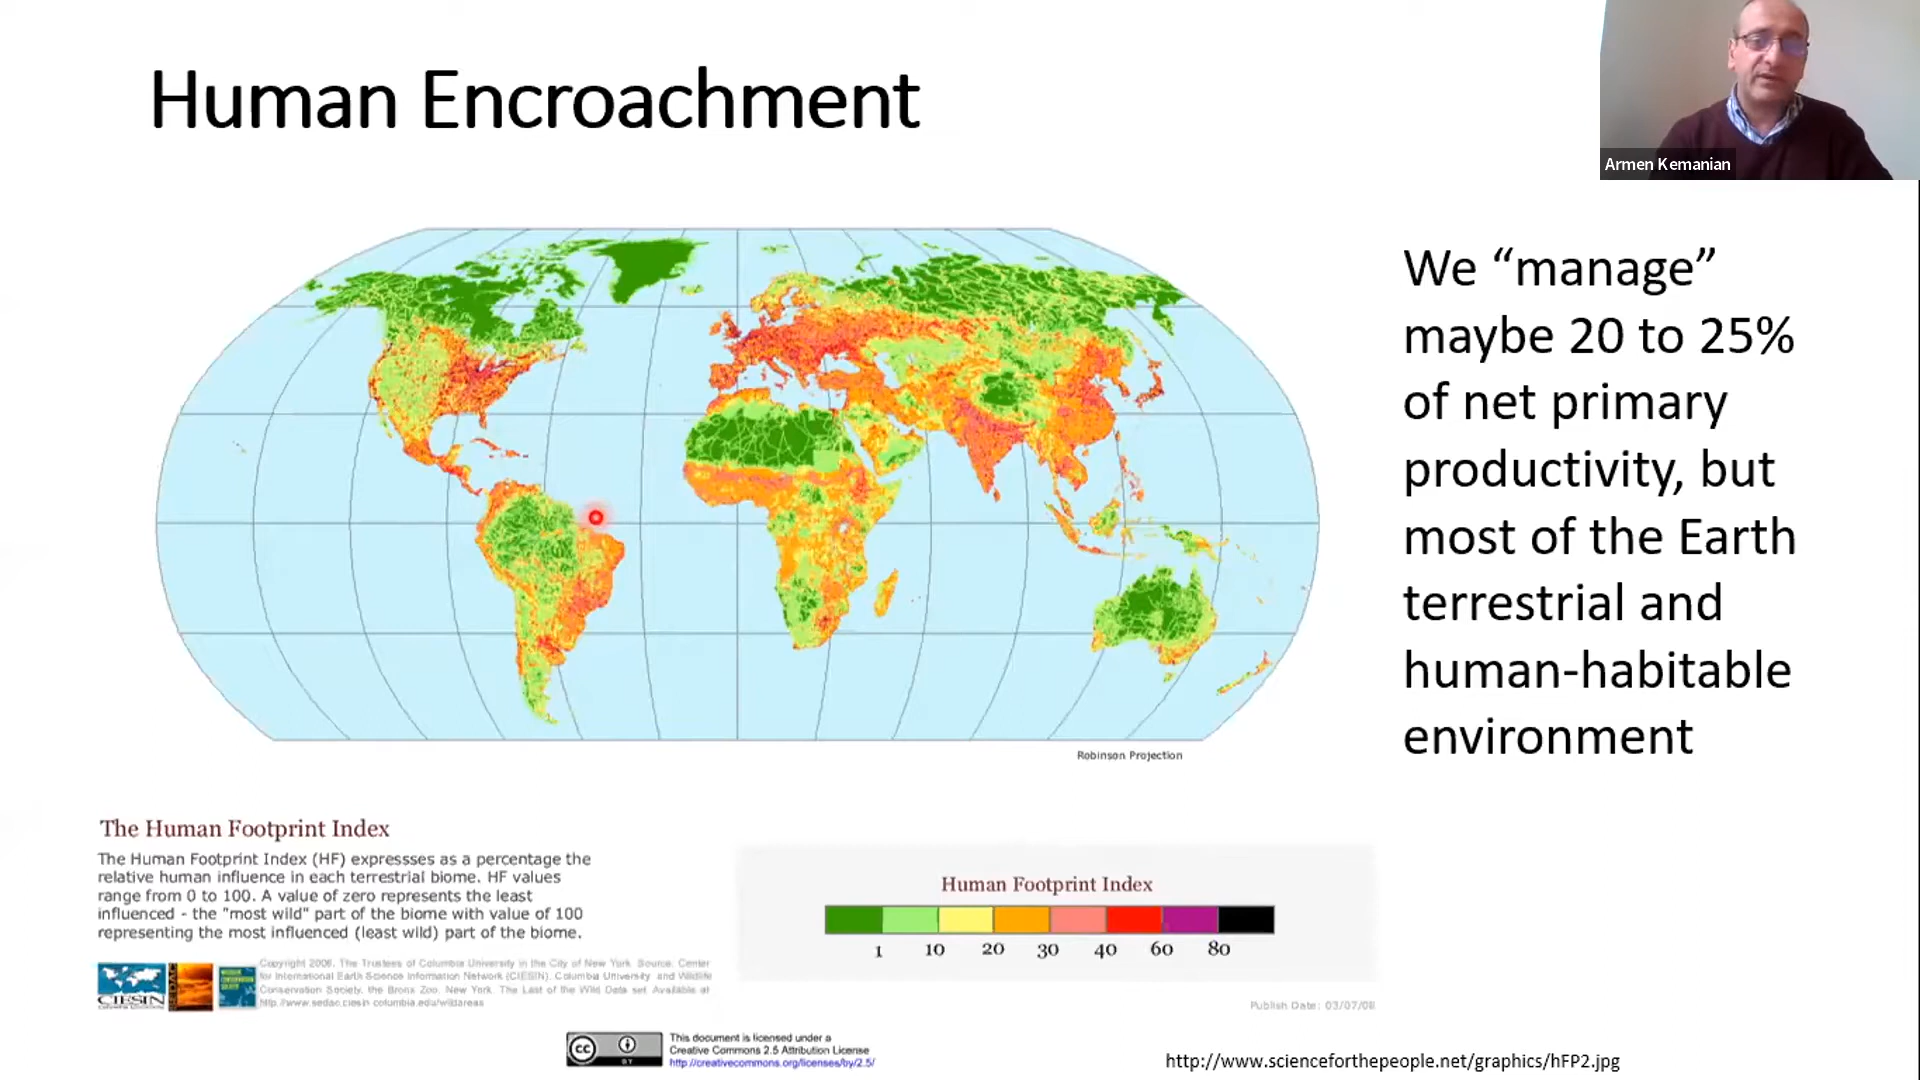 Human Encroachment
Armen Kemanian
We “manage”
maybe 20 to 25%
of net primary
productivity, but
most of the Earth
terrestrial and
human-habitable
environment
Robinson Projection
The Human Footprint Index
The Human Footprint Index (HF) expressses as a percentage the
relative human influence in each terrestrial biome. HF values
range from 0 to 100. A value of zero represents the least
influenced - the "most wild" part of the biome with value of 100
representing the most influenced (least wild) part of the biome.
Human Footprint Index
1 10 20 30 40 60 80
CIESIN
Copyright 2008. The Trustees of Columbia University in the City of New York. Source: Center
for International Earth Science Information Network (CIESIN), Columbia University and Wildlife
Conservation Society, the Bronx Zoo, New York. The Last of the Wild Data set. Available at
http://www.sedac.ciesin.columbia.edu/wildareas
Publish Date: 03/07/08
cc
BY
This document is licensed under a
Creative Commons 2.5 Attribution License
http://creativecommons.org/licenses/by/2.5/
http://www.scienceforthepeople.net/graphics/hFP2.jpg